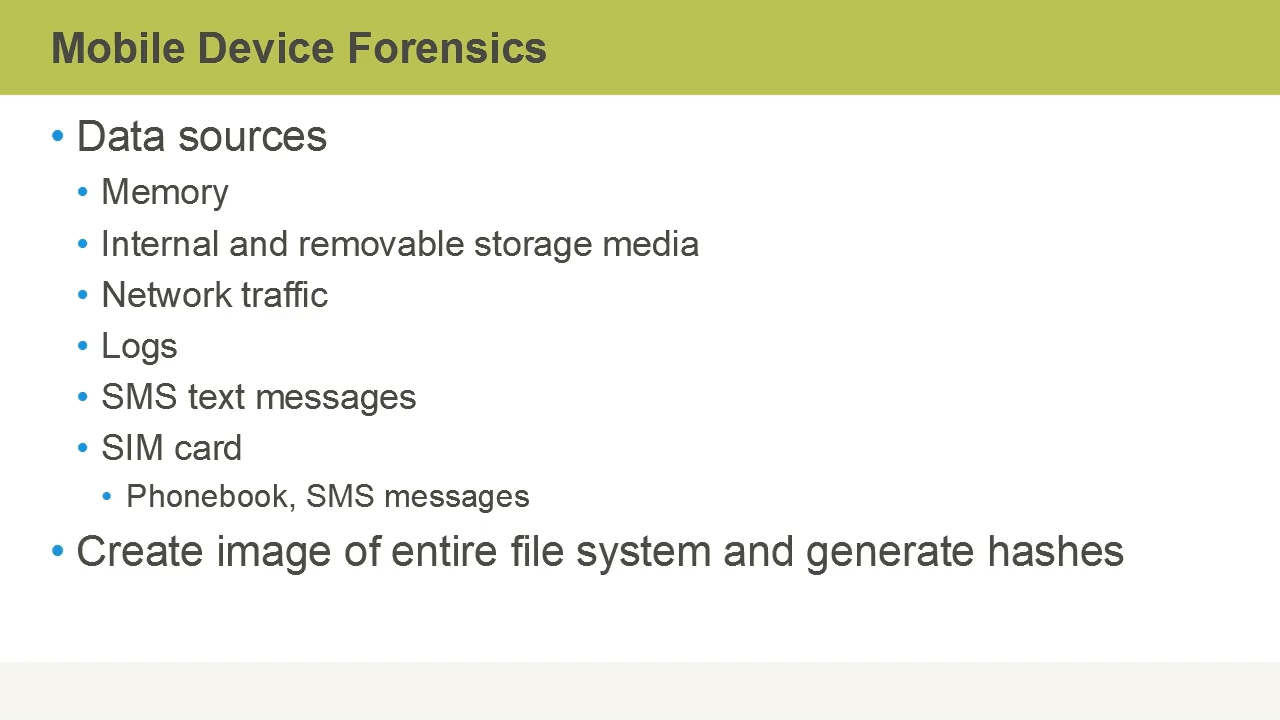 Mobile Device Forensics
• Data sources
• Memory
• Internal and removable storage media
• Network traffic
• Logs
• SMS text messages
• SIM card
• Phonebook, SMS messages
• Create image of entire file system and generate hashes